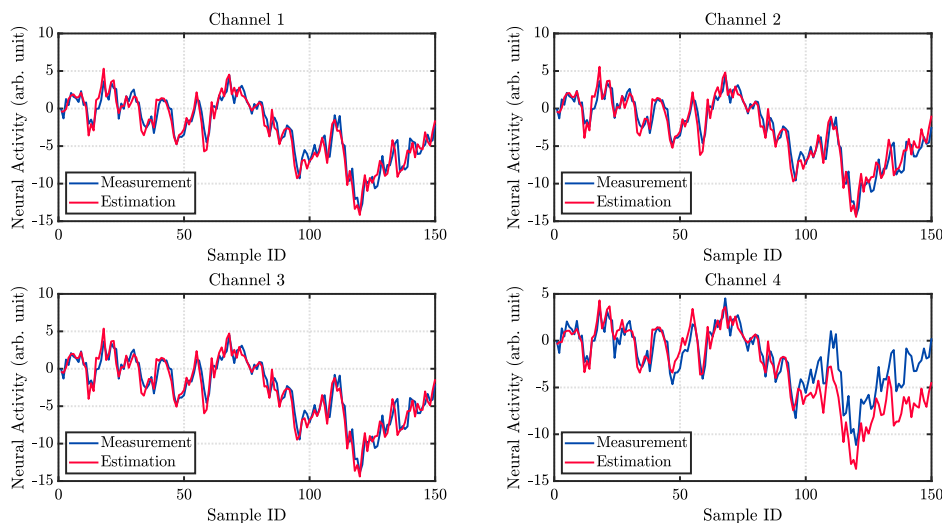 Channel 1
Neural Activity (arb. unit)
10
5
0
-5
-10
-15
Measurement
Estimation
0
50
100
150
Sample ID
Channel 2
Neural Activity (arb. unit)
10
5
0
-5
-10
-15
Measurement
Estimation
0
50
100
150
Sample ID
Channel 3
Neural Activity (arb. unit)
10
5
0
-5
-10
-15
Measurement
Estimation
0
50
100
150
Sample ID
Channel 4
Neural Activity (arb. unit)
5
0
-5
-10
-15
Measurement
Estimation
0
50
100
150
Sample ID